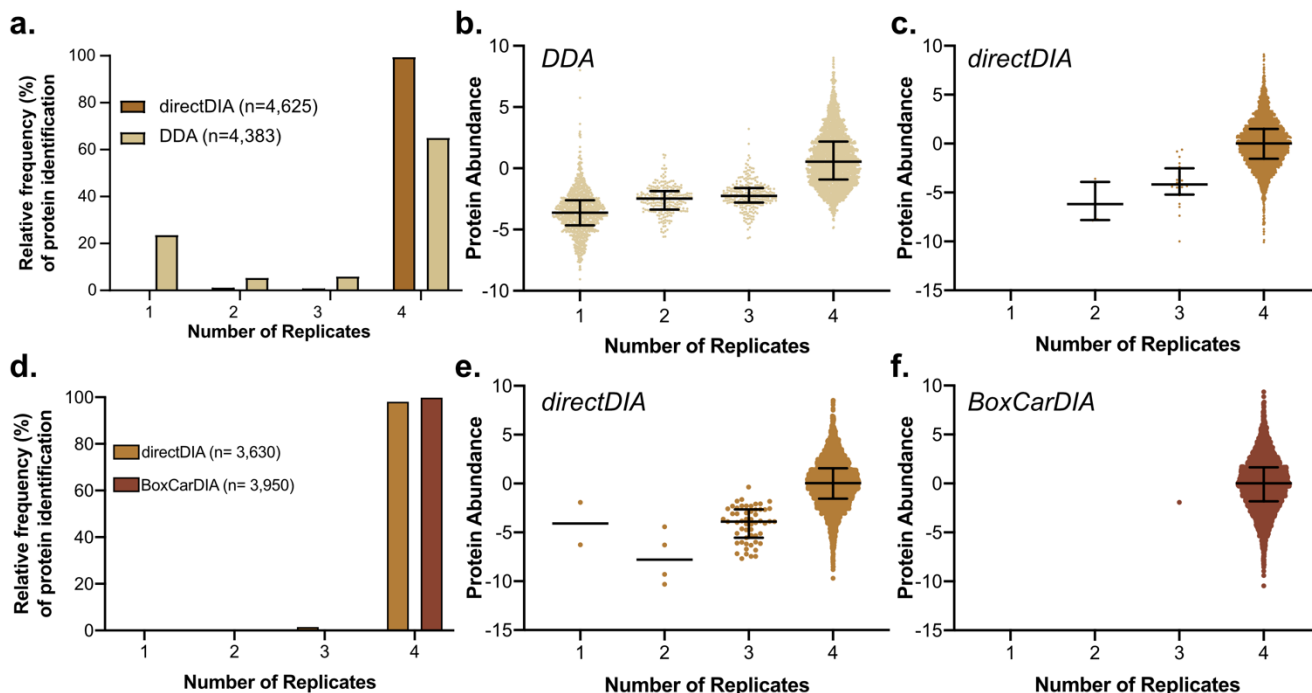 a.
Relative frequency (%)
of protein identification
100
80
60
40
20
0
directDIA (n=4,625)
DDA (n=4,383)
1 2 3 4
Number of Replicates
b.
DDA
Protein Abundance
10
5
0
-5
-10
1 2 3 4
Number of Replicates
c.
directDIA
Protein Abundance
10
5
0
-5
-10
-15
1 2 3 4
Number of Replicates
d.
Relative frequency (%)
of protein identification
100
80
60
40
20
0
directDIA (n= 3,630)
BoxCarDIA (n= 3,950)
1 2 3 4
Number of Replicates
e.
directDIA
Protein Abundance
10
5
0
-5
-10
-15
1 2 3 4
Number of Replicates
f.
BoxCarDIA
Protein Abundance
10
5
0
-5
-10
-15
1 2 3 4
Number of Replicates